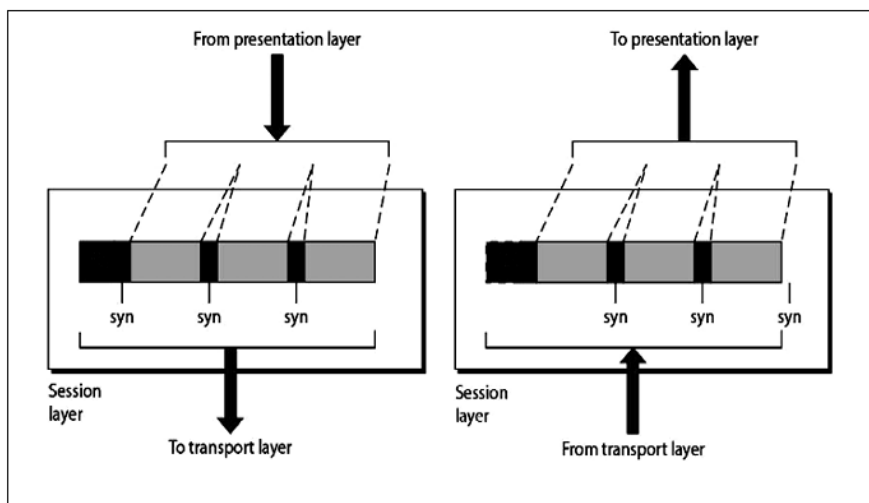 From presentation layer
To presentation layer
syn
syn
syn
syn
syn
syn
Session
layer
Session
layer
To transport layer
From transport layer